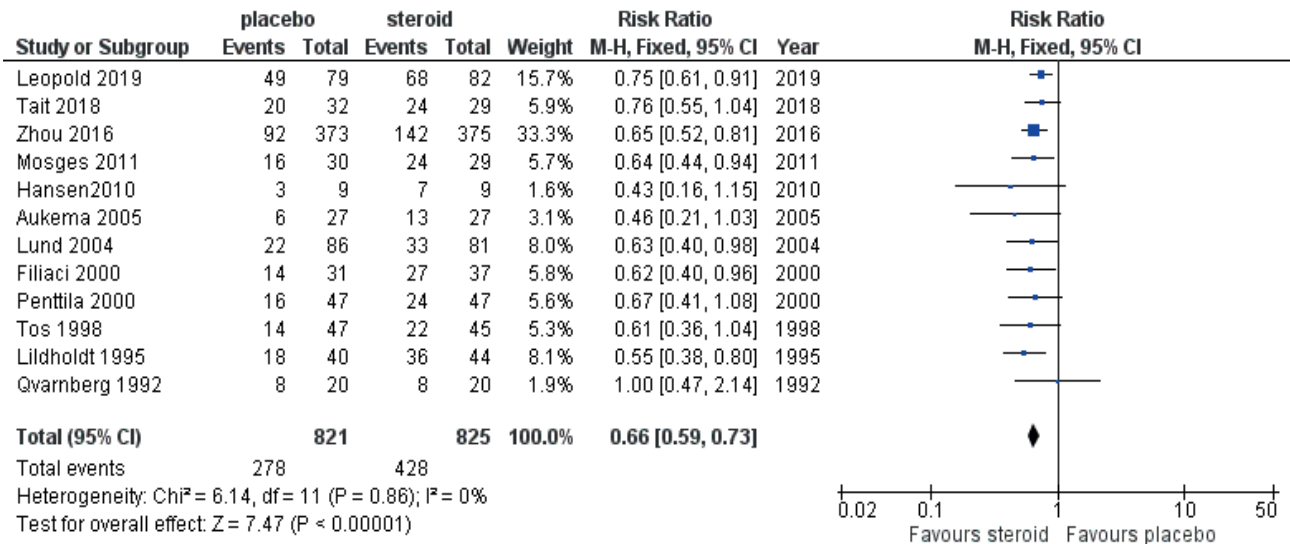 placebo steroid Risk Ratio Risk Ratio
Study or Subgroup Events Total Events Total Weight M-H, Fixed, 95% CI Year M-H, Fixed, 95% CI
Leopold 2019 49 79 68 82 15.7% 0.75 [0.61, 0.91] 2019
Tait 2018 20 32 24 29 5.9% 0.76 [0.55, 1.04] 2018
Zhou 2016 92 373 142 375 33.3% 0.65 [0.52, 0.81] 2016
Mosges 2011 16 30 24 29 5.7% 0.64 [0.44, 0.94] 2011
Hansen2010 3 9 7 9 1.6% 0.43 [0.16, 1.15] 2010
Aukema 2005 6 27 13 27 3.1% 0.46 [0.21, 1.03] 2005
Lund 2004 22 86 33 81 8.0% 0.63 [0.40, 0.98] 2004
Filiaci 2000 14 31 27 37 5.8% 0.62 [0.40, 0.96] 2000
Penttila 2000 16 47 24 47 5.6% 0.67 [0.41, 1.08] 2000
Tos 1998 14 47 22 45 5.3% 0.61 [0.36, 1.04] 1998
Lildholdt 1995 18 40 36 44 8.1% 0.55 [0.38, 0.80] 1995
Qvarnberg 1992 8 20 8 20 1.9% 1.00 [0.47, 2.14] 1992
Total (95% CI) 821 825 100.0% 0.66 [0.59, 0.73]
Total events 278 428
Heterogeneity: Chi² = 6.14, df = 11 (P = 0.86); I² = 0%
Test for overall effect: Z = 7.47 (P < 0.00001)
0.02 0.1 1 10 50
Favours steroid Favours placebo